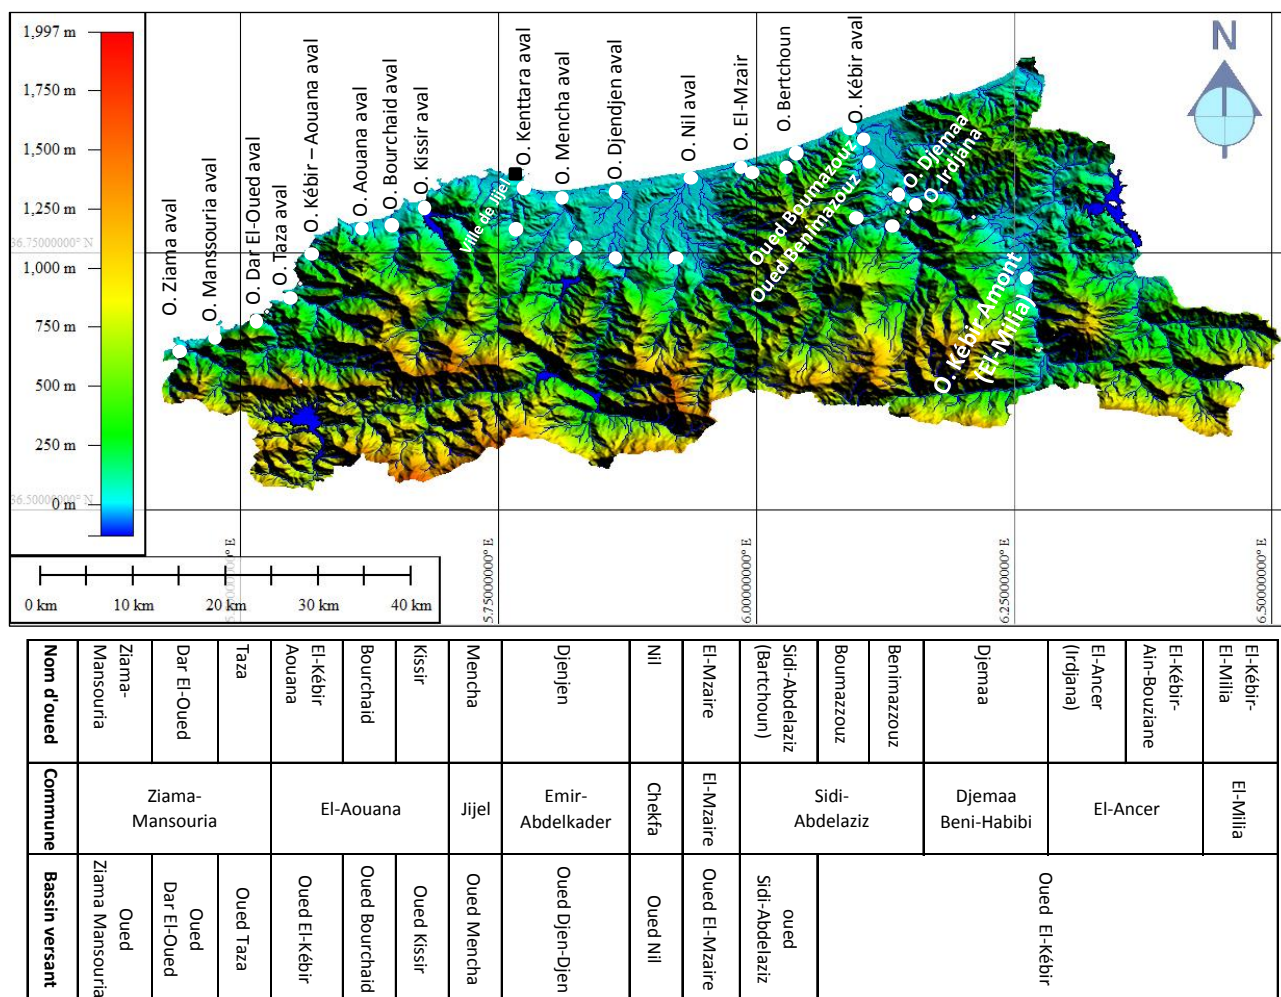 1,997 m
1,750 m
1,500 m
1,250 m
1,000 m
750 m
500 m
250 m
0 m
N
O. Ziama aval
O. Mansouria aval
O. Dar El-Oued aval
O. Taza aval
O. Kébir – Aouana aval
O. Aouana aval
O. Bourchaid aval
O. Kissir aval
Ville de Jijel
O. Kenttara aval
O. Mencha aval
O. Djendjen aval
O. Nil aval
O. El-Mzair
O. Bertchoun
O. Kébir aval
Oued Boumazouz
Oued Benimazouz
O. Djemaa
O. Irdjana
O. Kébir Amont
(El-Milia)
36.75000000° N
36.50000000° N
5.75000000° E
6.00000000° E
6.25000000° E
6.50000000° E
0 km
10 km
20 km
30 km
40 km
Nom d'oued
Ziama-
Mansouria
Dar El-Oued
Taza
El-Kébir
Aouana
Bourchaid
Kissir
Mencha
Djenjen
Nil
El-Mzaire
Sidi-Abdelaziz
(Bartchoun)
Boumazzouz
Benimazzouz
Djemaa
El-Ancer
(Irdjana)
El-Kébir-
Ain-Bouziane
El-Kébir-
El-Milia
Commune
Ziama-
Mansouria
El-Aouana
Jijel
Emir-
Abdelkader
Chekfa
El-Mzaire
Sidi-
Abdelaziz
Djemaa
Beni-Habibi
El-Ancer
El-Milia
Bassin versant
Oued
Ziama Mansouria
Oued
Dar El-Oued
Oued Taza
Oued El-Kébir
Oued Bourchaid
Oued Kissir
Oued Mencha
Oued Djen-Djen
Oued Nil
Oued El-Mzaire
oued
Sidi-Abdelaziz
Oued El-Kébir